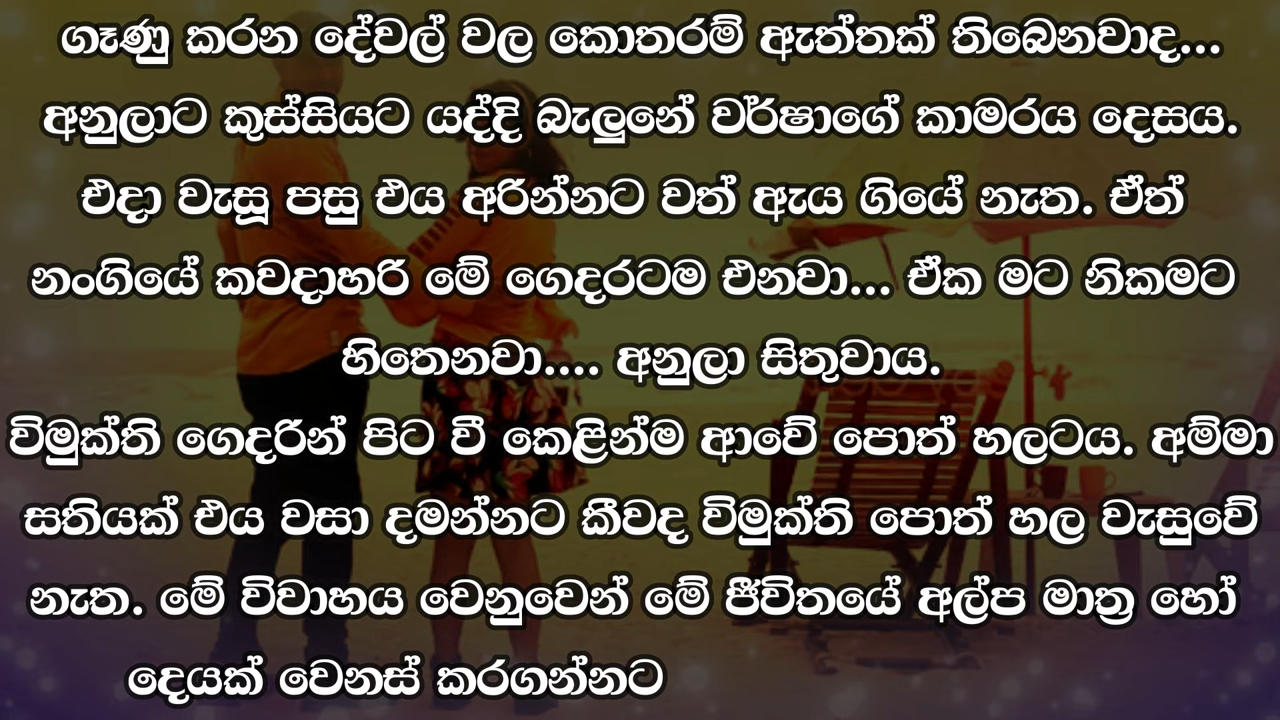 ගෑණු කරන දේවල් වල කොතරම් ඇත්තක් තිබෙනවාද...
අනුලාට කුස්සියට යද්දි බැලුනේ වර්ෂාගේ කාමරය දෙසය.
එදා වැසූ පසු එය අරින්නට වත් ඇය ගියේ නැත. ඒත්
නංගියේ කවදාහරි මේ ගෙදරටම එනවා... ඒක මට නිකමට
හිතෙනවා.... අනුලා සිතුවාය.
විමුක්ති ගෙදරින් පිට වී කෙළින්ම ආවේ පොත් හලටය. අම්මා
සතියක් එය වසා දමන්නට කීවද විමුක්ති පොත් හල වැසුවේ
නැත. මේ විවාහය වෙනුවෙන් මේ ජීවිතයේ අල්ප මාත්‍ර හෝ
දෙයක් වෙනස් කරගන්නට